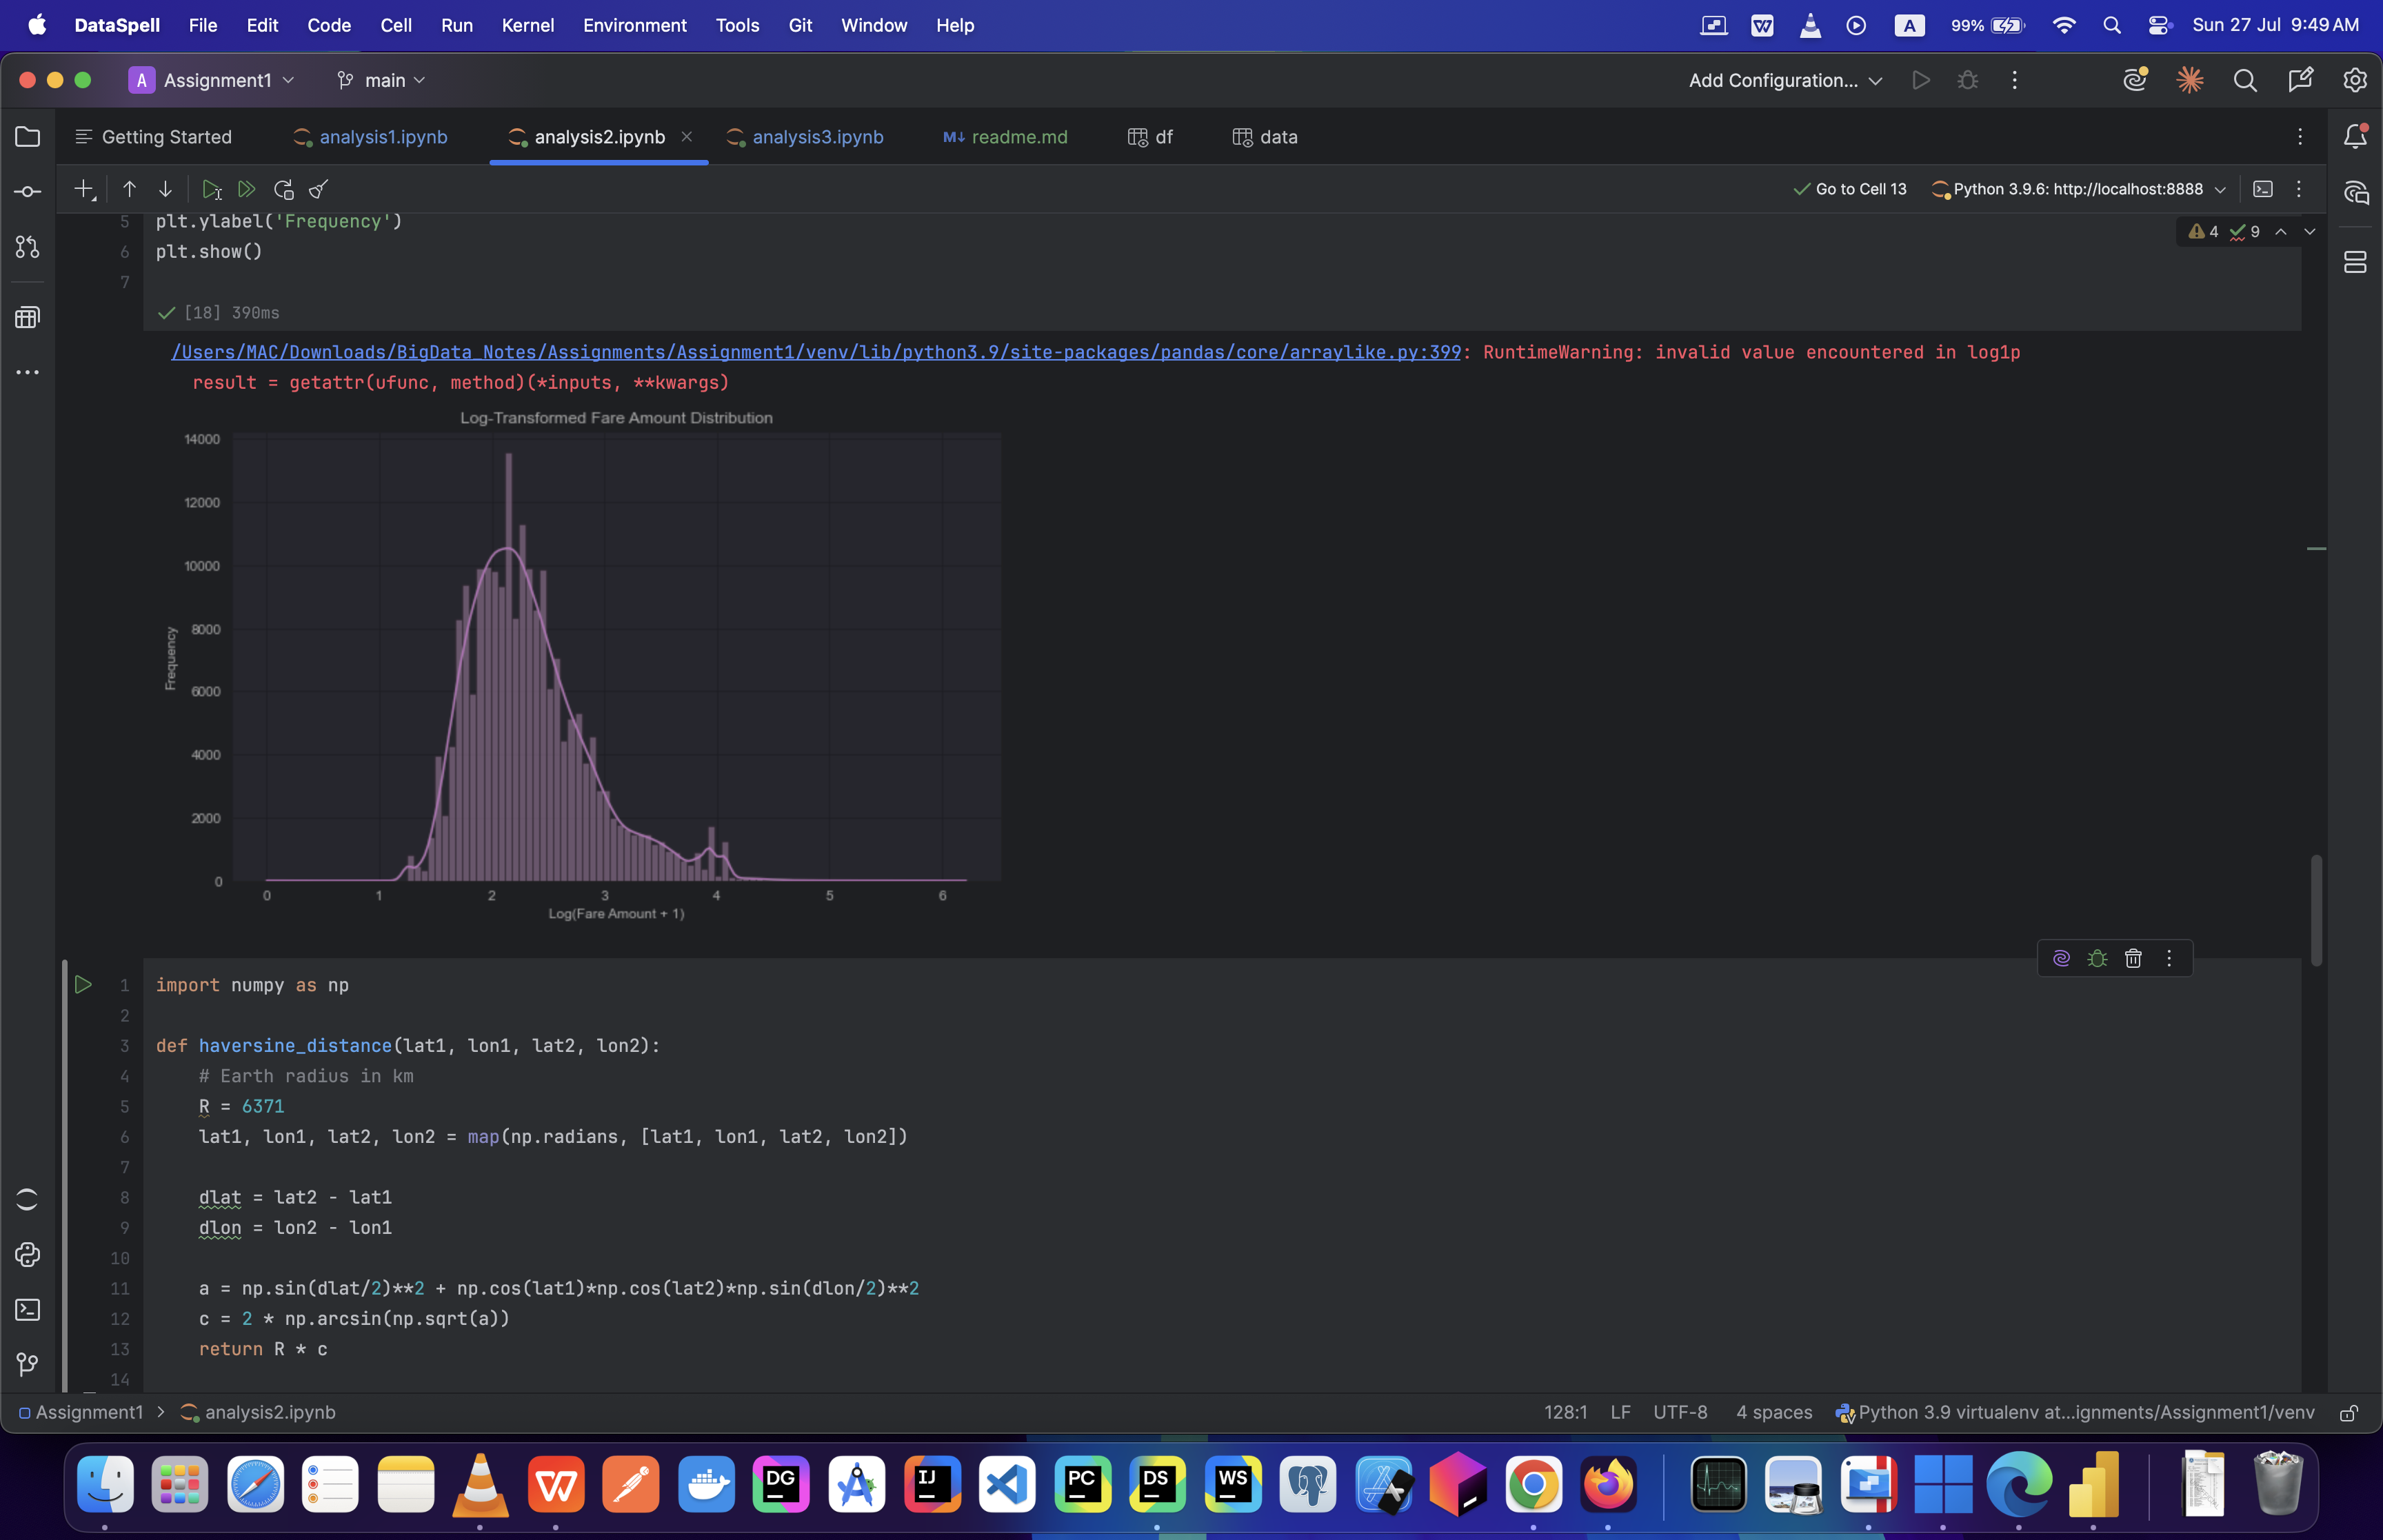 DataSpell File Edit Code Cell Run Kernel Environment Tools Git Window Help A 99% Sun 27 Jul 9:49 AM
A Assignment1 main Add Configuration...
Getting Started analysis1.ipynb analysis2.ipynb analysis3.ipynb M↓ readme.md df data
Go to Cell 13 Python 3.9.6: http://localhost:8888
4 9
5 plt.ylabel('Frequency')
6 plt.show()
7
[18] 390ms
/Users/MAC/Downloads/BigData_Notes/Assignments/Assignment1/venv/lib/python3.9/site-packages/pandas/core/arraylike.py:399: RuntimeWarning: invalid value encountered in log1p
result = getattr(ufunc, method)(*inputs, **kwargs)
Log-Transformed Fare Amount Distribution
14000
12000
10000
8000
6000
4000
2000
0
Frequency
0 1 2 3 4 5 6
Log(Fare Amount + 1)
1 import numpy as np
2
3 def haversine_distance(lat1, lon1, lat2, lon2):
4 # Earth radius in km
5 R = 6371
6 lat1, lon1, lat2, lon2 = map(np.radians, [lat1, lon1, lat2, lon2])
7
8 dlat = lat2 - lat1
9 dlon = lon2 - lon1
10
11 a = np.sin(dlat/2)**2 + np.cos(lat1)*np.cos(lat2)*np.sin(dlon/2)**2
12 c = 2 * np.arcsin(np.sqrt(a))
13 return R * c
14
Assignment1 > analysis2.ipynb 128:1 LF UTF-8 4 spaces Python 3.9 virtualenv at...ignments/Assignment1/venv
DG IJ PC DS WS